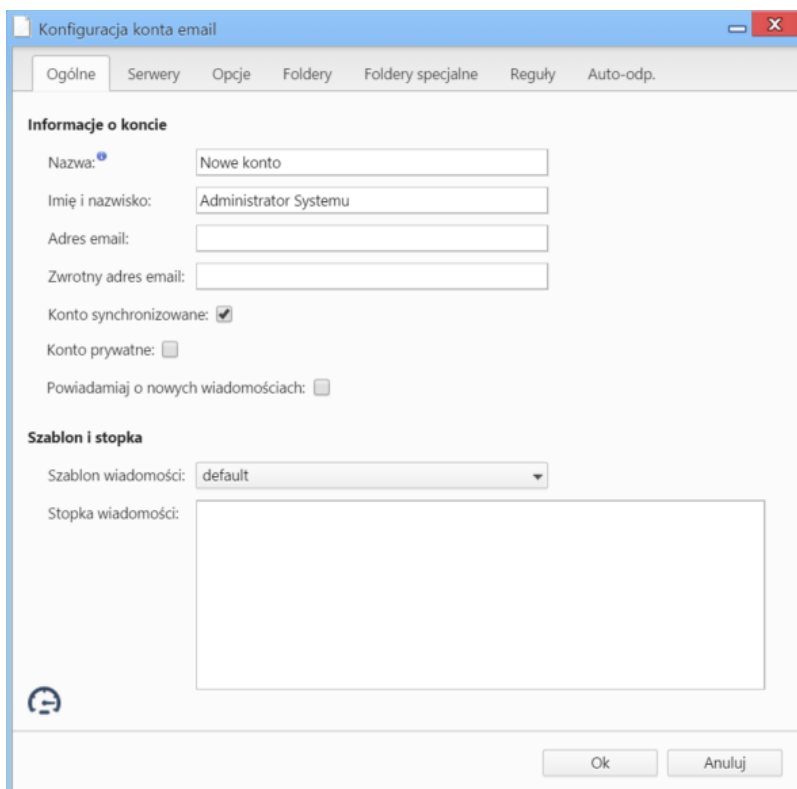 Konfiguracja konta email
Ogólne Serwery Opcje Foldery Foldery specjalne Reguły Auto-odp.
Informacje o koncie
Nazwa: Nowe konto
Imię i nazwisko: Administrator Systemu
Adres email:
Zwrotny adres email:
Konto synchronizowane:
Konto prywatne:
Powiadamiaj o nowych wiadomościach:
Szablon i stopka
Szablon wiadomości: default
Stopka wiadomości:
Ok Anuluj